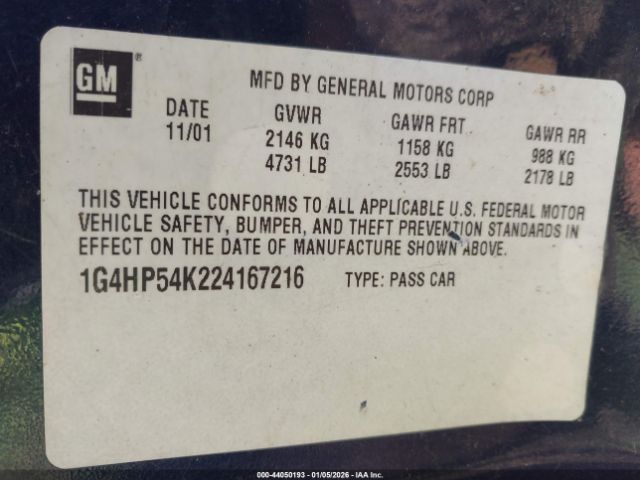 GM®
MFD BY GENERAL MOTORS CORP
DATE GVWR GAWR FRT GAWR RR
11/01 2146 KG 1158 KG 988 KG
4731 LB 2553 LB 2178 LB
THIS VEHICLE CONFORMS TO ALL APPLICABLE U.S. FEDERAL MOTOR
VEHICLE SAFETY, BUMPER, AND THEFT PREVENTION STANDARDS IN
EFFECT ON THE DATE OF MANUFACTURE SHOWN ABOVE.
1G4HP54K224167216 TYPE: PASS CAR
000-44050193 - 01/05/2026 - IAA Inc.